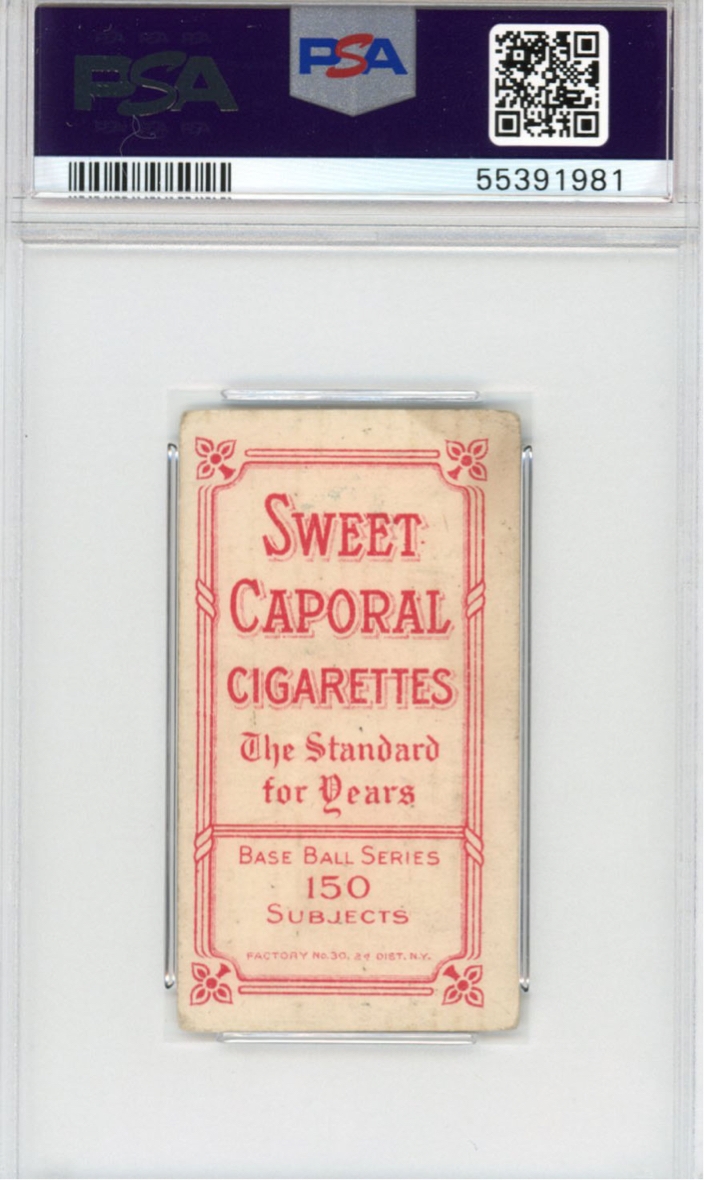 PSA
PSA
55391981
SWEET
CAPORAL
CIGARETTES
The Standard
for Years
BASE BALL SERIES
150
SUBJECTS
FACTORY No. 30, 2d DIST. N.Y.